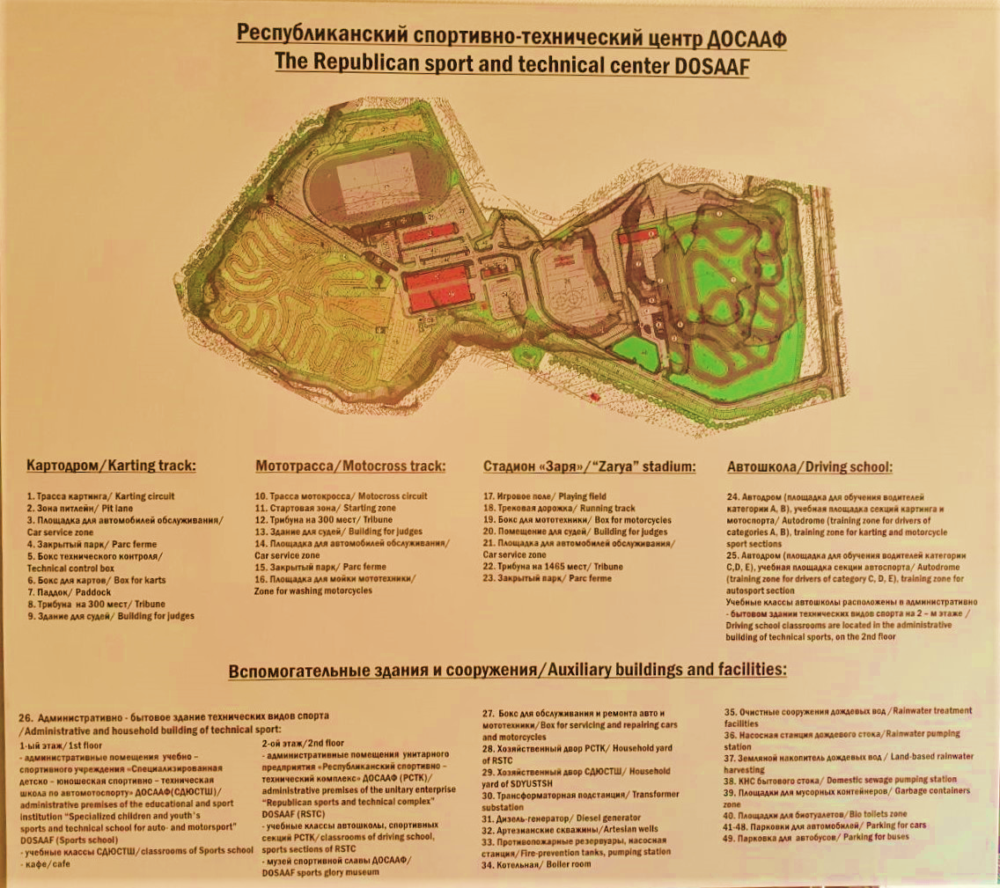 Республиканский спортивно-технический центр ДОСААФ
The Republican sport and technical center DOSAAF
Картодром/Karting track:
1. Трасса картинга/ Karting circuit
2. Зона питлейн/ Pit lane
3. Площадка для автомобилей обслуживания/
Car service zone
4. Закрытый парк/ Parc ferme
5. Бокс технического контроля/
Technical control box
6. Бокс для картов/ Box for karts
7. Паддок/ Paddock
8. Трибуна на 300 мест/ Tribune
9. Здание для судей/ Building for judges
Мототрасса/Motocross track:
10. Трасса мотокросса/ Motocross circuit
11. Стартовая зона/ Starting zone
12. Трибуна на 300 мест/ Tribune
13. Здание для судей/ Building for judges
14. Площадка для автомобилей обслуживания/
Car service zone
15. Закрытый парк/ Parc ferme
16. Площадка для мойки мототехники/
Zone for washing motorcycles
Стадион «Заря»/“Zarya” stadium:
17. Игровое поле/ Playing field
18. Трековая дорожка/ Running track
19. Бокс для мототехники/ Box for motorcycles
20. Помещение для судей/ Building for judges
21. Площадка для автомобилей обслуживания/
Car service zone
22. Трибуна на 1465 мест/ Tribune
23. Закрытый парк/ Parc ferme
Автошкола/Driving school:
24. Автодром (площадка для обучения водителей
категории А, В), учебная площадка секций картинга и
мотоспорта/ Autodrome (training zone for drivers of
categories A, B), training zone for karting and motorcycle
sport sections
25. Автодром (площадка для обучения водителей категории
C,D, E), учебная площадка секции автоспорта/ Autodrome
(training zone for drivers of category C, D, E), training zone for
autosport section
Учебные классы автошколы расположены в административно
- бытовом здании технических видов спорта на 2 – м этаже /
Driving school classrooms are located in the administrative
building of technical sports, on the 2nd floor
Вспомогательные здания и сооружения/Auxiliary buildings and facilities:
26. Административно - бытовое здание технических видов спорта
/Administrative and household building of technical sport:
1-ый этаж/1st floor
- административные помещения учебно –
спортивного учреждения «Специализированная
детско – юношеская спортивно – техническая
школа по автомотоспорту» ДОСААФ(СДЮСТШ)/
administrative premises of the educational and sport
institution “Specialized children and youth's
sports and technical school for auto- and motorsport”
DOSAAF (Sports school)
- учебные классы СДЮСТШ/classrooms of Sports school
- кафе/cafe
2-ой этаж/2nd floor
- административные помещения унитарного
предприятия «Республиканский спортивно –
технический комплекс» ДОСААФ (РСТК)/
administrative premises of the unitary enterprise
“Republican sports and technical complex”
DOSAAF (RSTC)
- учебные классы автошколы, спортивных
секций РСТК/classrooms of driving school,
sports sections of RSTC
- музей спортивной славы ДОСААФ/
DOSAAF sports glory museum
27. Бокс для обслуживания и ремонта авто и
мототехники/Box for servicing and repairing cars
and motorcycles
28. Хозяйственный двор РСТК/ Household yard
of RSTC
29. Хозяйственный двор СДЮСТШ/ Household
yard of SDYUSTSH
30. Трансформаторная подстанция/ Transformer
substation
31. Дизель-генератор/ Diesel generator
32. Артезианские скважины/Artesian wells
33. Противопожарные резервуары, насосная
станция/Fire-prevention tanks, pumping station
34. Котельная/ Boiler room
35. Очистные сооружения дождевых вод /Rainwater treatment
facilities
36. Насосная станция дождевого стока/Rainwater pumping
station
37. Земляной накопитель дождевых вод / Land-based rainwater
harvesting
38. КНС бытового стока/ Domestic sewage pumping station
39. Площадки для мусорных контейнеров/ Garbage containers
zone
40. Площадки для биотуалетов/Bio toilets zone
41-48. Парковки для автомобилей/ Parking for cars
49. Парковка для автобусов/ Parking for buses